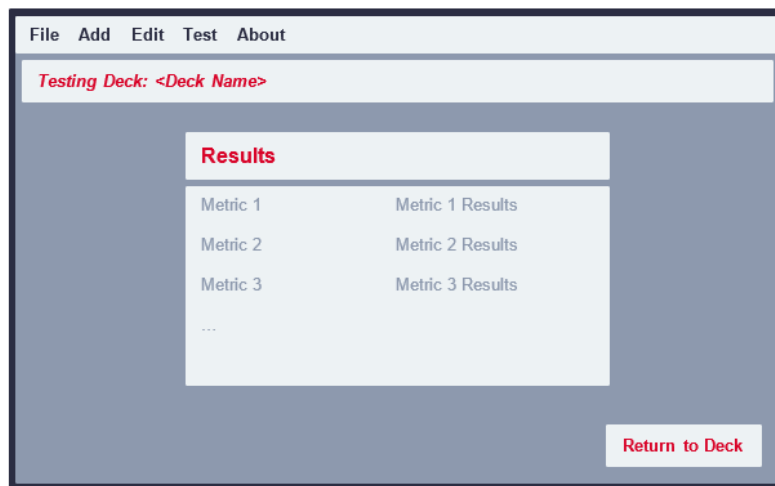 File Add Edit Test About
Testing Deck: <Deck Name>
Results
Metric 1 Metric 1 Results
Metric 2 Metric 2 Results
Metric 3 Metric 3 Results
...
Return to Deck